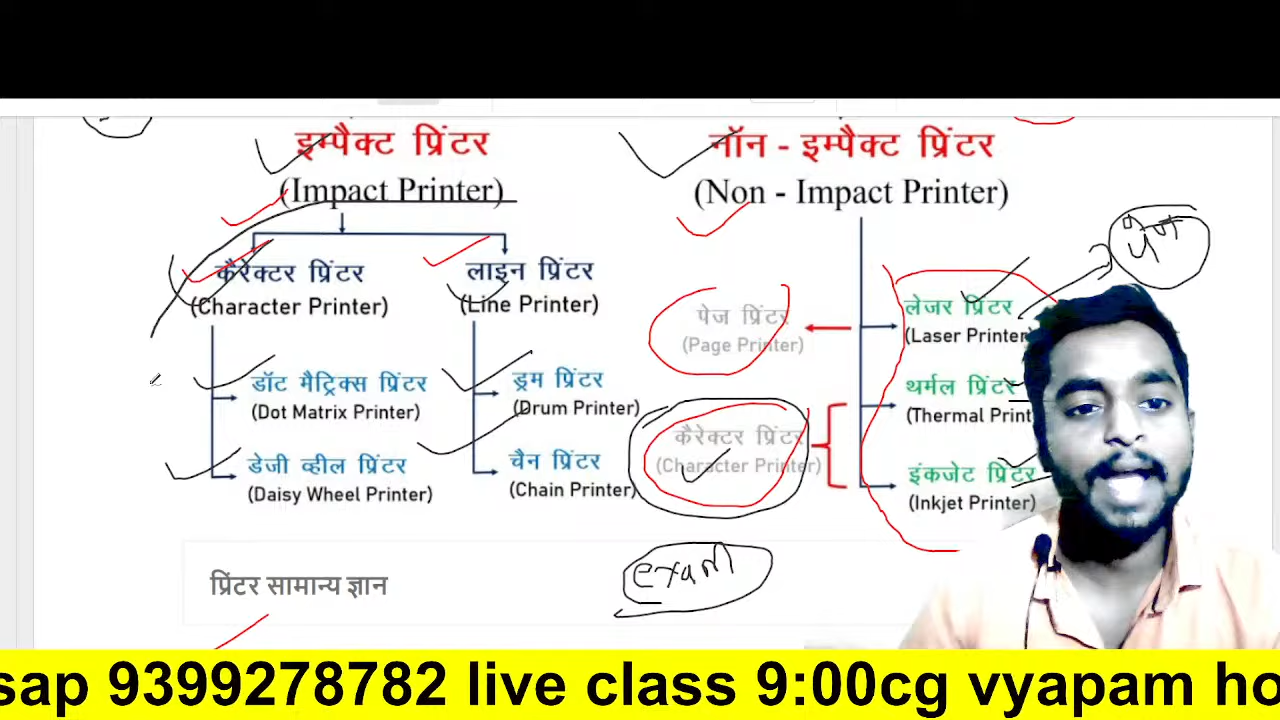 इम्पैक्ट प्रिंटर
(Impact Printer)
नॉन - इम्पैक्ट प्रिंटर
(Non - Impact Printer)
कैरेक्टर प्रिंटर
(Character Printer)
लाइन प्रिंटर
(Line Printer)
डॉट मैट्रिक्स प्रिंटर
(Dot Matrix Printer)
डेजी व्हील प्रिंटर
(Daisy Wheel Printer)
ड्रम प्रिंटर
(Drum Printer)
चैन प्रिंटर
(Chain Printer)
पेज प्रिंटर
(Page Printer)
कैरेक्टर प्रिंटर
(Character Printer)
लेजर प्रिंटर
(Laser Printer)
थर्मल प्रिंटर
(Thermal Print
इंकजेट प्रिंटर
(Inkjet Printer)
exam
प्रिंटर सामान्य ज्ञान
sap 9399278782 live class 9:00cg vyapam ho